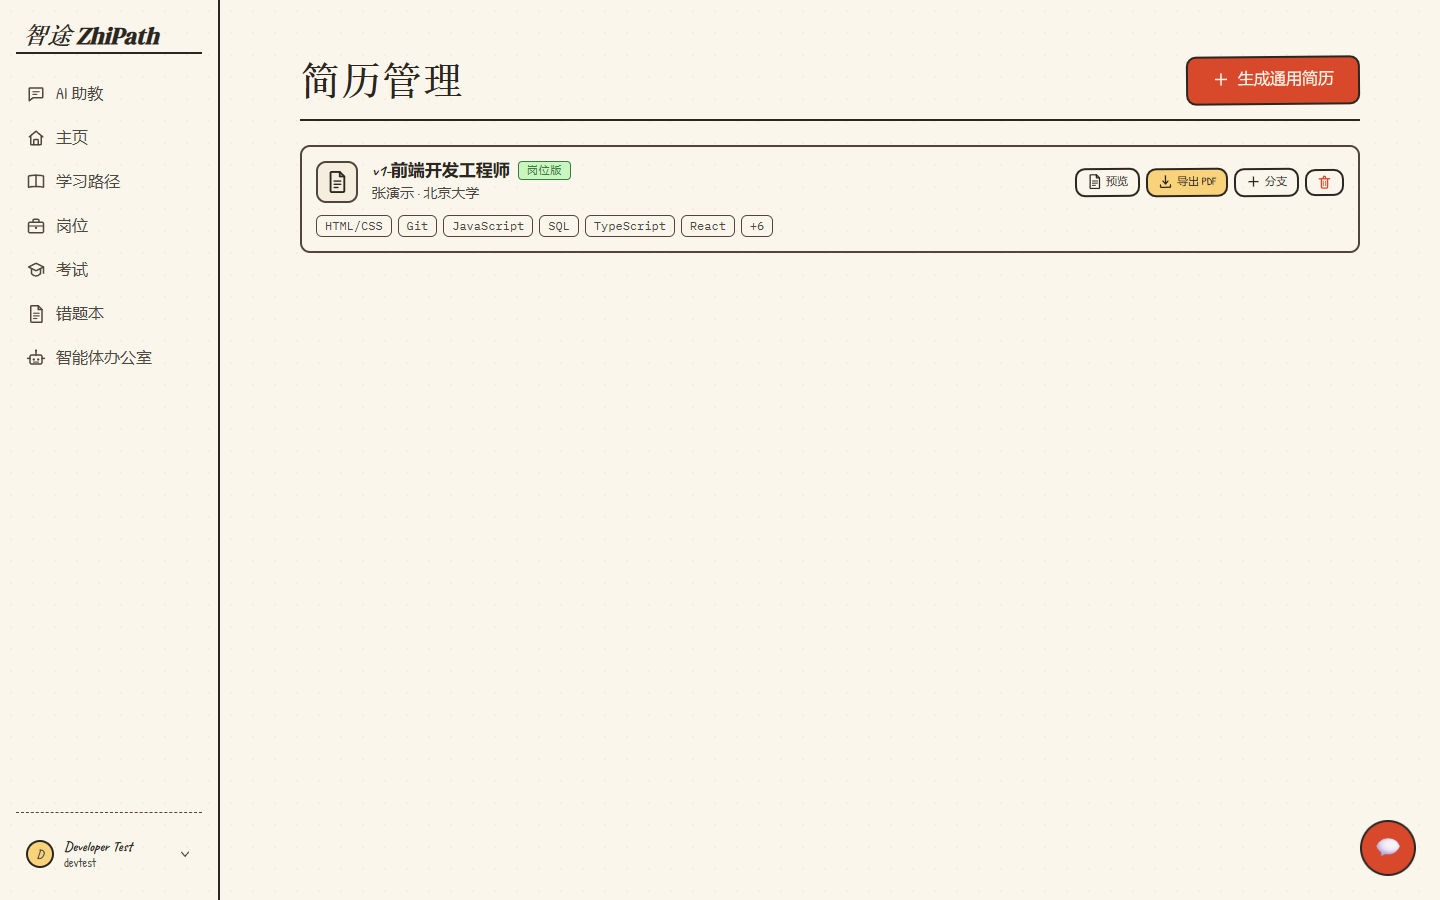 智途 ZhiPath
AI 助教
主页
学习路径
岗位
考试
错题本
智能体办公室
D
Developer Test
devtest
简历管理
+ 生成通用简历
v1-前端开发工程师 岗位版
张演示 · 北京大学
预览 导出 PDF + 分支
HTML/CSS Git JavaScript SQL TypeScript React +6